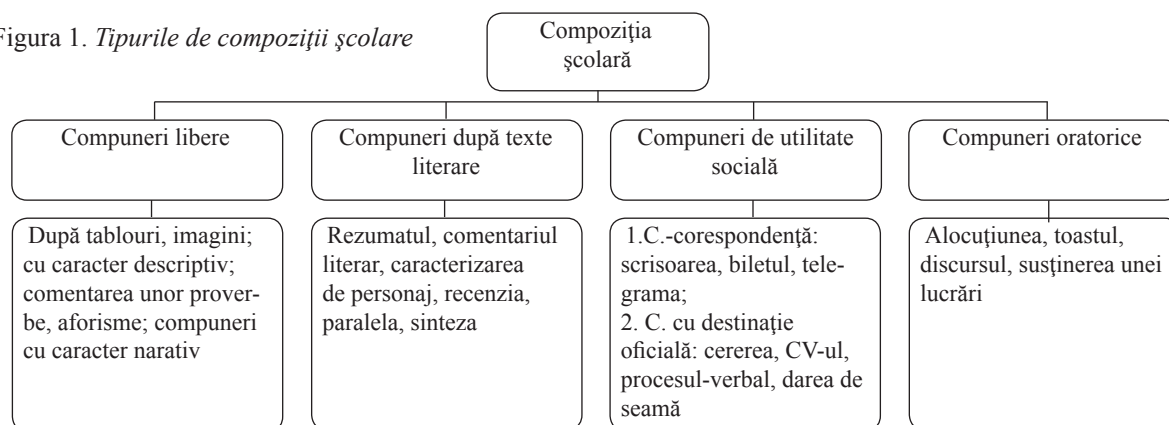 Figura 1. Tipurile de compoziţii şcolare
Compoziţia
şcolară
Compuneri libere
Compuneri după texte
literare
Compuneri de utilitate
socială
Compuneri oratorice
După tablouri, imagini;
cu caracter descriptiv;
comentarea unor prover-
be, aforisme; compuneri
cu caracter narativ
Rezumatul, comentariul
literar, caracterizarea
de personaj, recenzia,
paralela, sinteza
1.C.-corespondenţă:
scrisoarea, biletul, tele-
grama;
2. C. cu destinaţie
oficială: cererea, CV-ul,
procesul-verbal, darea de
seamă
Alocuţiunea, toastul,
discursul, susţinerea unei
lucrări